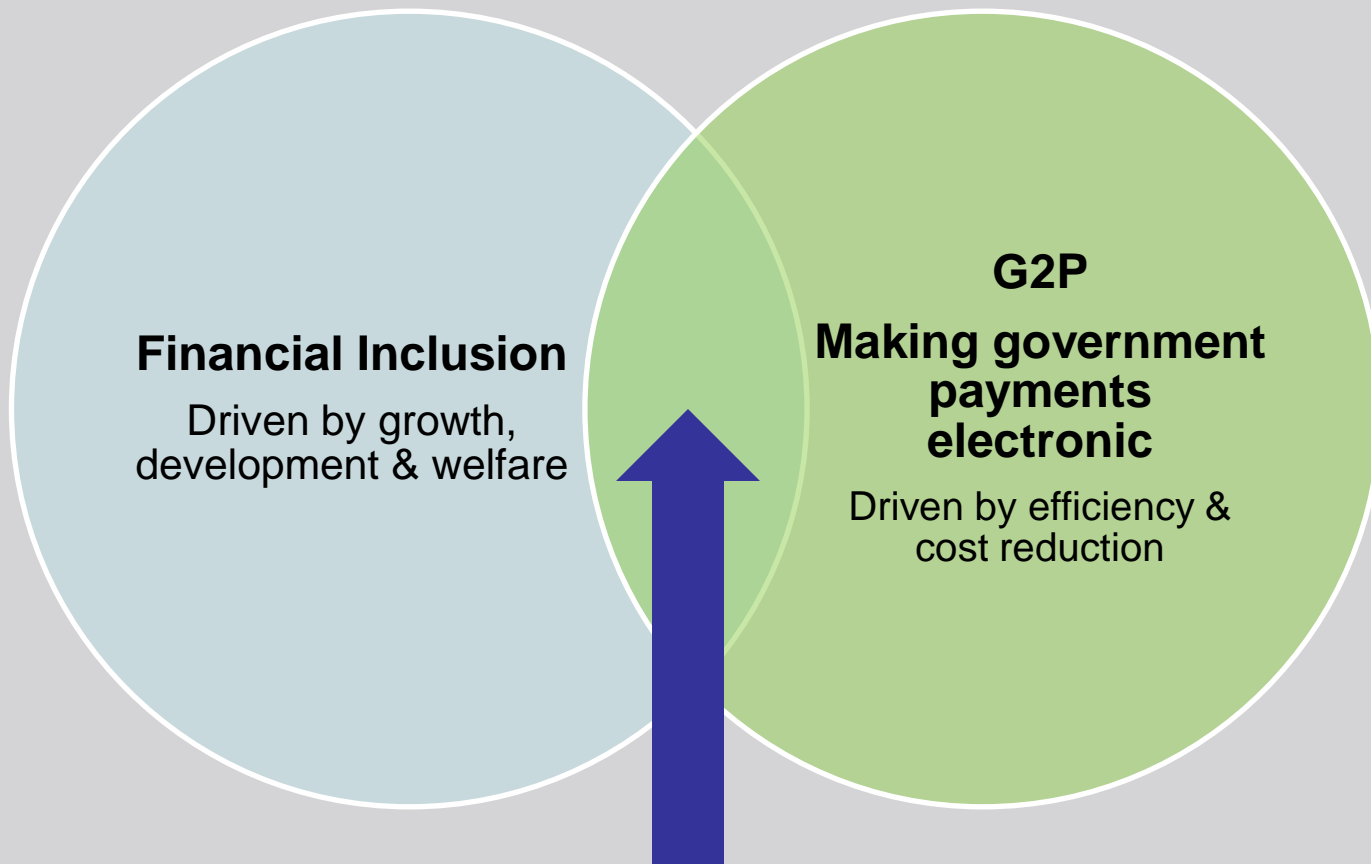 Financial Inclusion
Driven by growth,
development & welfare
G2P
Making government
payments
electronic
Driven by efficiency &
cost reduction